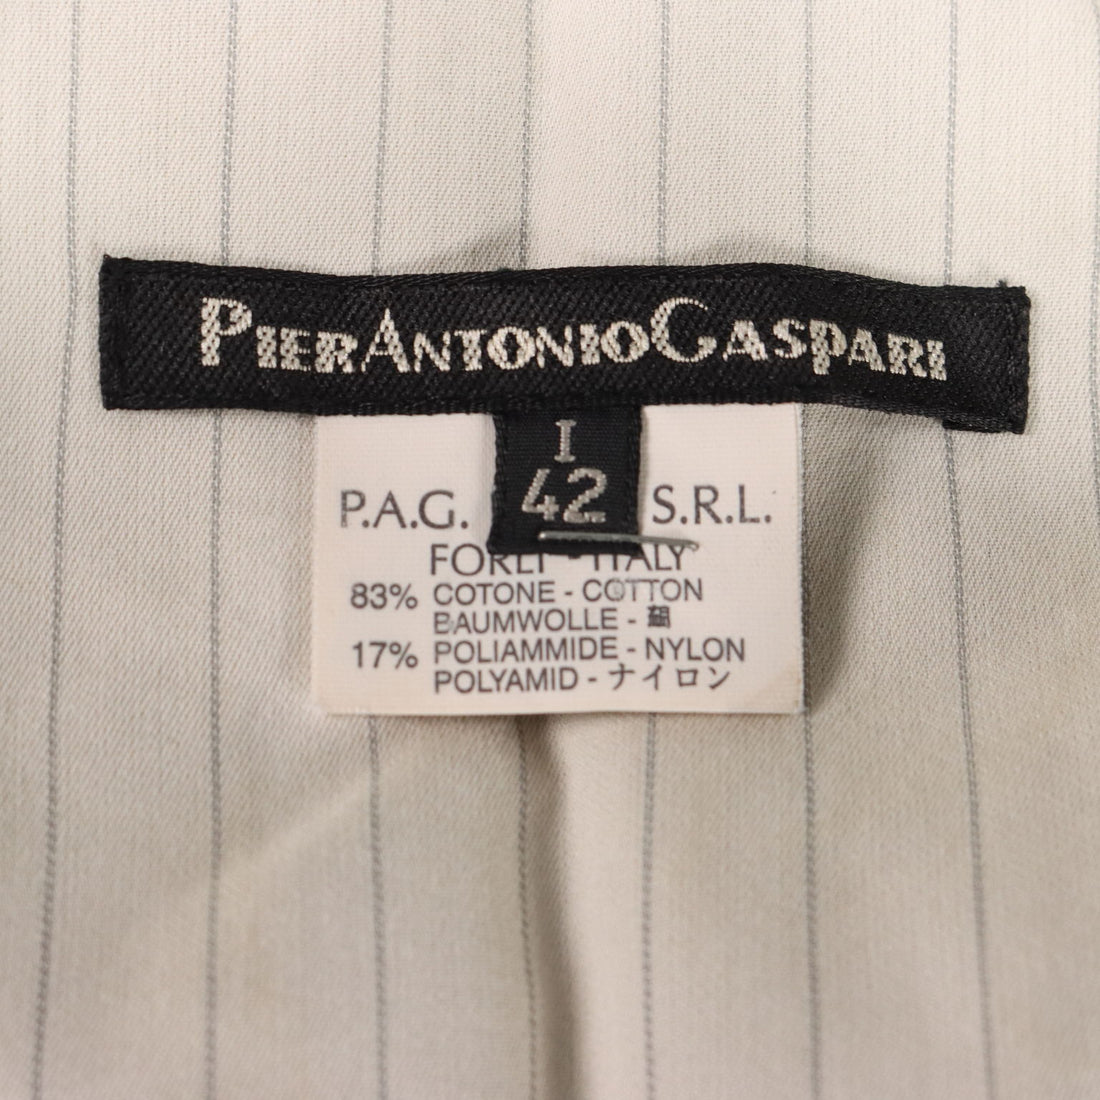 PIERANTONIOGASPARI
I
42
P.A.G. S.R.L.
FORLI - ITALY
83% COTONE - COTTON
BAUMWOLLE - 綿
17% POLIAMMIDE - NYLON
POLYAMID - ナイロン